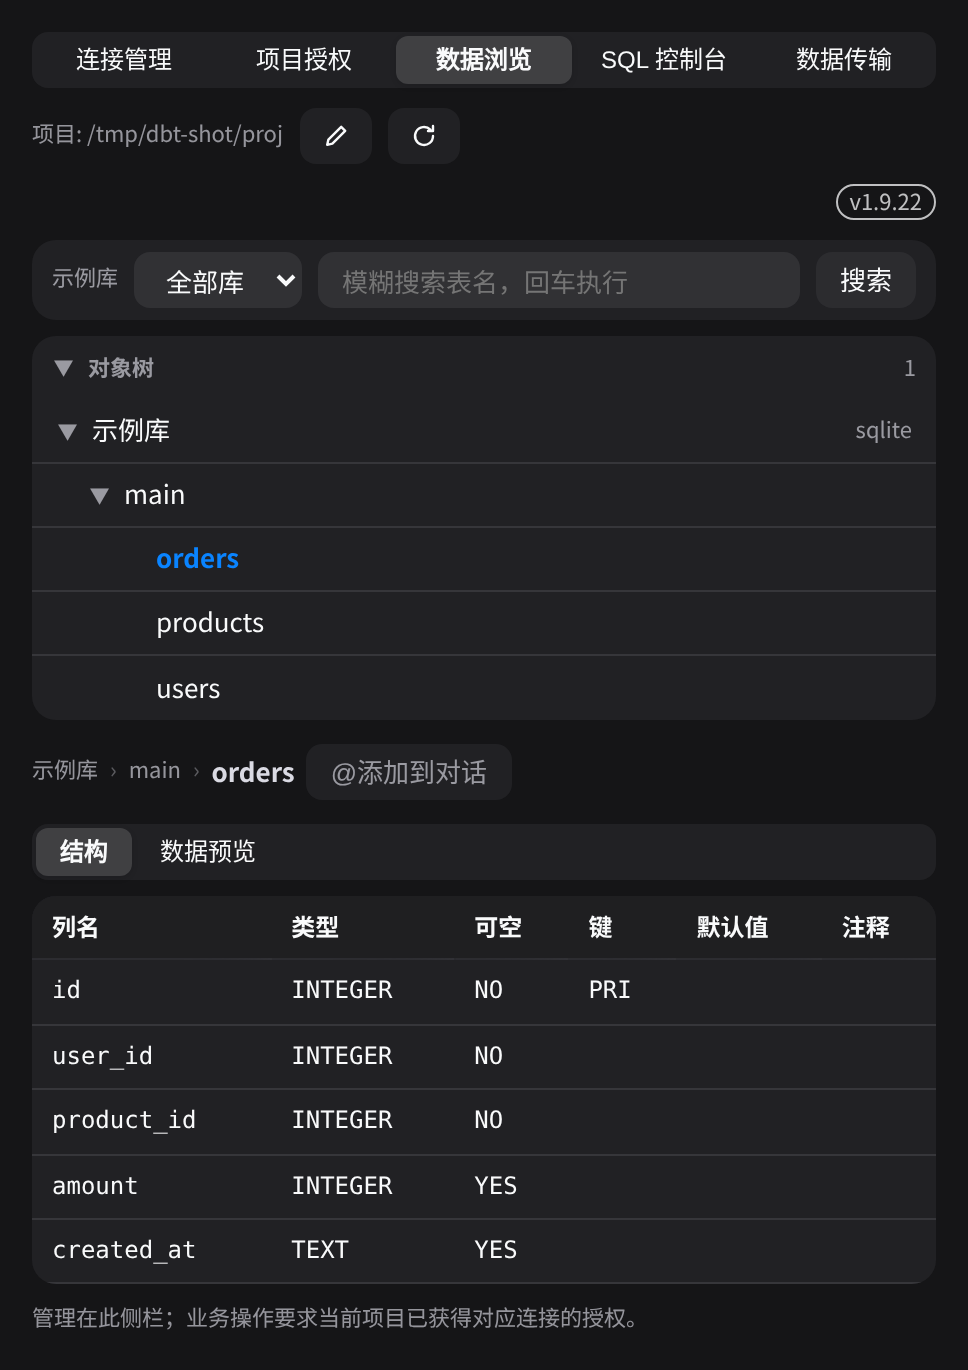 连接管理 项目授权 数据浏览 SQL 控制台 数据传输
项目: /tmp/dbt-shot/proj
v1.9.22
示例库 全部库 模糊搜索表名，回车执行 搜索
对象树 1
示例库 sqlite
main
orders
products
users
示例库 › main › orders @添加到对话
结构 数据预览
列名 类型 可空 键 默认值 注释
id INTEGER NO PRI
user_id INTEGER NO
product_id INTEGER NO
amount INTEGER YES
created_at TEXT YES
管理在此侧栏；业务操作要求当前项目已获得对应连接的授权。